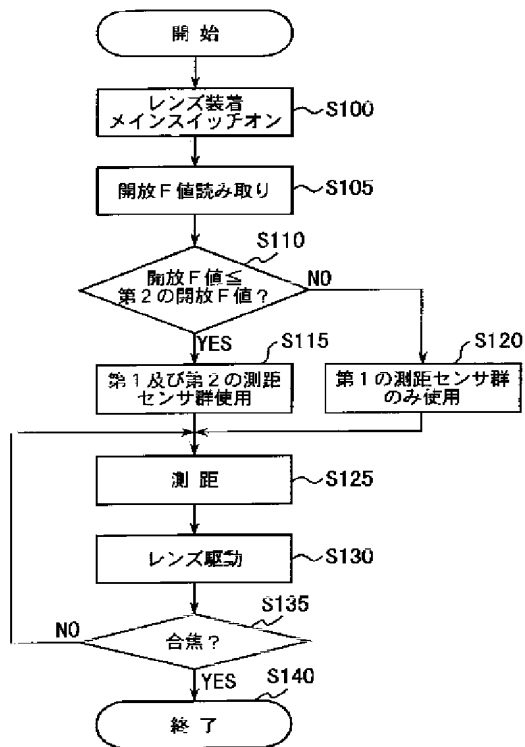 開 始
レンズ装着
メインスイッチオン
S100
開放F値読み取り
S105
S110
開放F値≦
第2の開放F値?
NO
YES
S115
S120
第1及び第2の測距
センサ群使用
第1の測距センサ群
のみ使用
測 距
S125
レンズ駆動
S130
S135
NO
合焦?
YES
S140
終 了